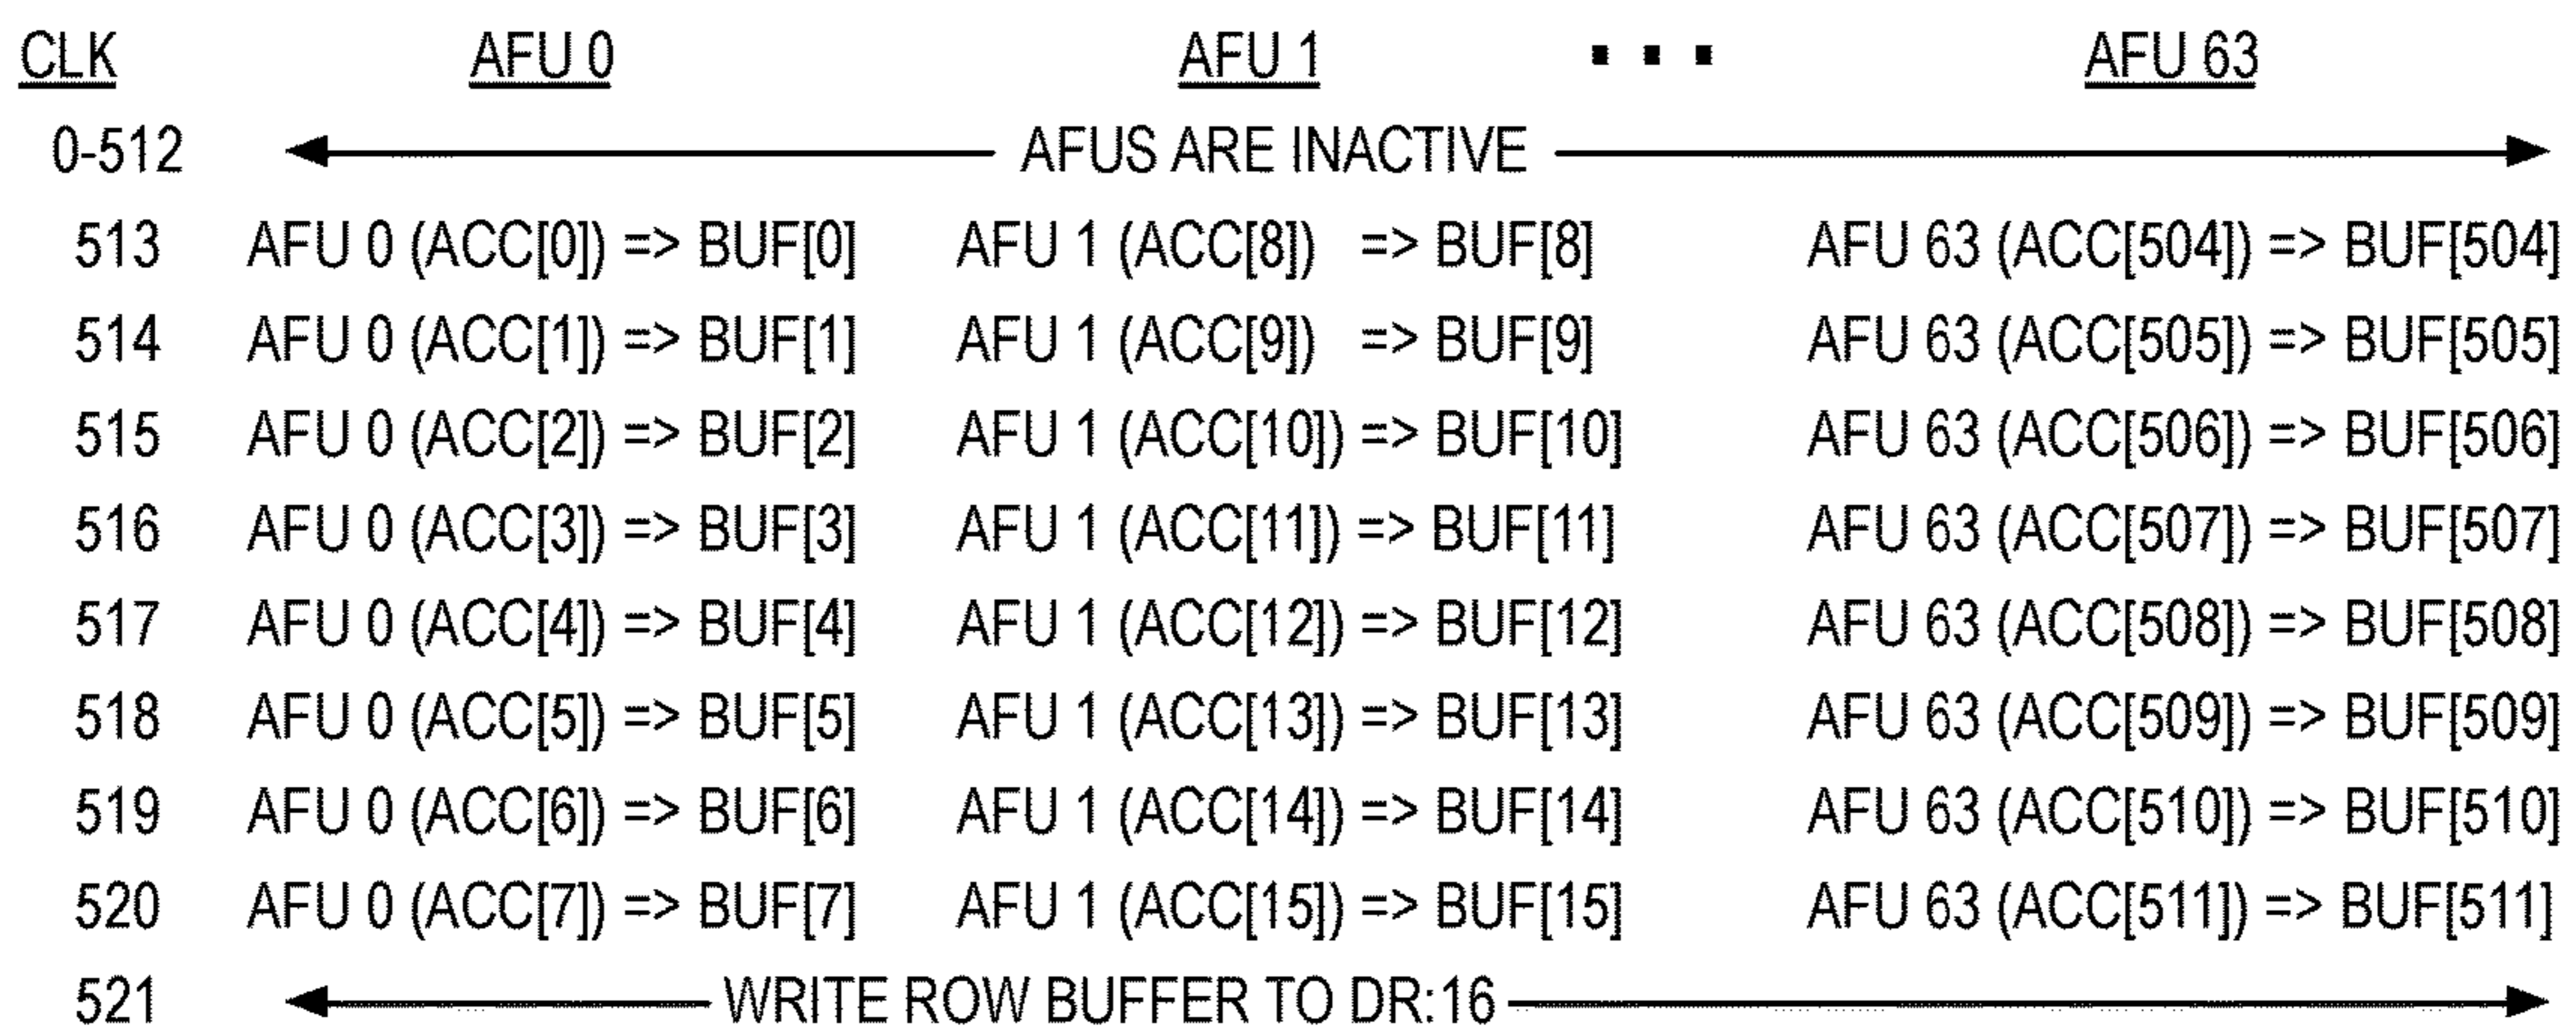 CLK AFU 0 AFU 1 ... AFU 63
0-512 AFUS ARE INACTIVE
513 AFU 0 (ACC[0]) => BUF[0] AFU 1 (ACC[8]) => BUF[8] AFU 63 (ACC[504]) => BUF[504]
514 AFU 0 (ACC[1]) => BUF[1] AFU 1 (ACC[9]) => BUF[9] AFU 63 (ACC[505]) => BUF[505]
515 AFU 0 (ACC[2]) => BUF[2] AFU 1 (ACC[10]) => BUF[10] AFU 63 (ACC[506]) => BUF[506]
516 AFU 0 (ACC[3]) => BUF[3] AFU 1 (ACC[11]) => BUF[11] AFU 63 (ACC[507]) => BUF[507]
517 AFU 0 (ACC[4]) => BUF[4] AFU 1 (ACC[12]) => BUF[12] AFU 63 (ACC[508]) => BUF[508]
518 AFU 0 (ACC[5]) => BUF[5] AFU 1 (ACC[13]) => BUF[13] AFU 63 (ACC[509]) => BUF[509]
519 AFU 0 (ACC[6]) => BUF[6] AFU 1 (ACC[14]) => BUF[14] AFU 63 (ACC[510]) => BUF[510]
520 AFU 0 (ACC[7]) => BUF[7] AFU 1 (ACC[15]) => BUF[15] AFU 63 (ACC[511]) => BUF[511]
521 WRITE ROW BUFFER TO DR:16